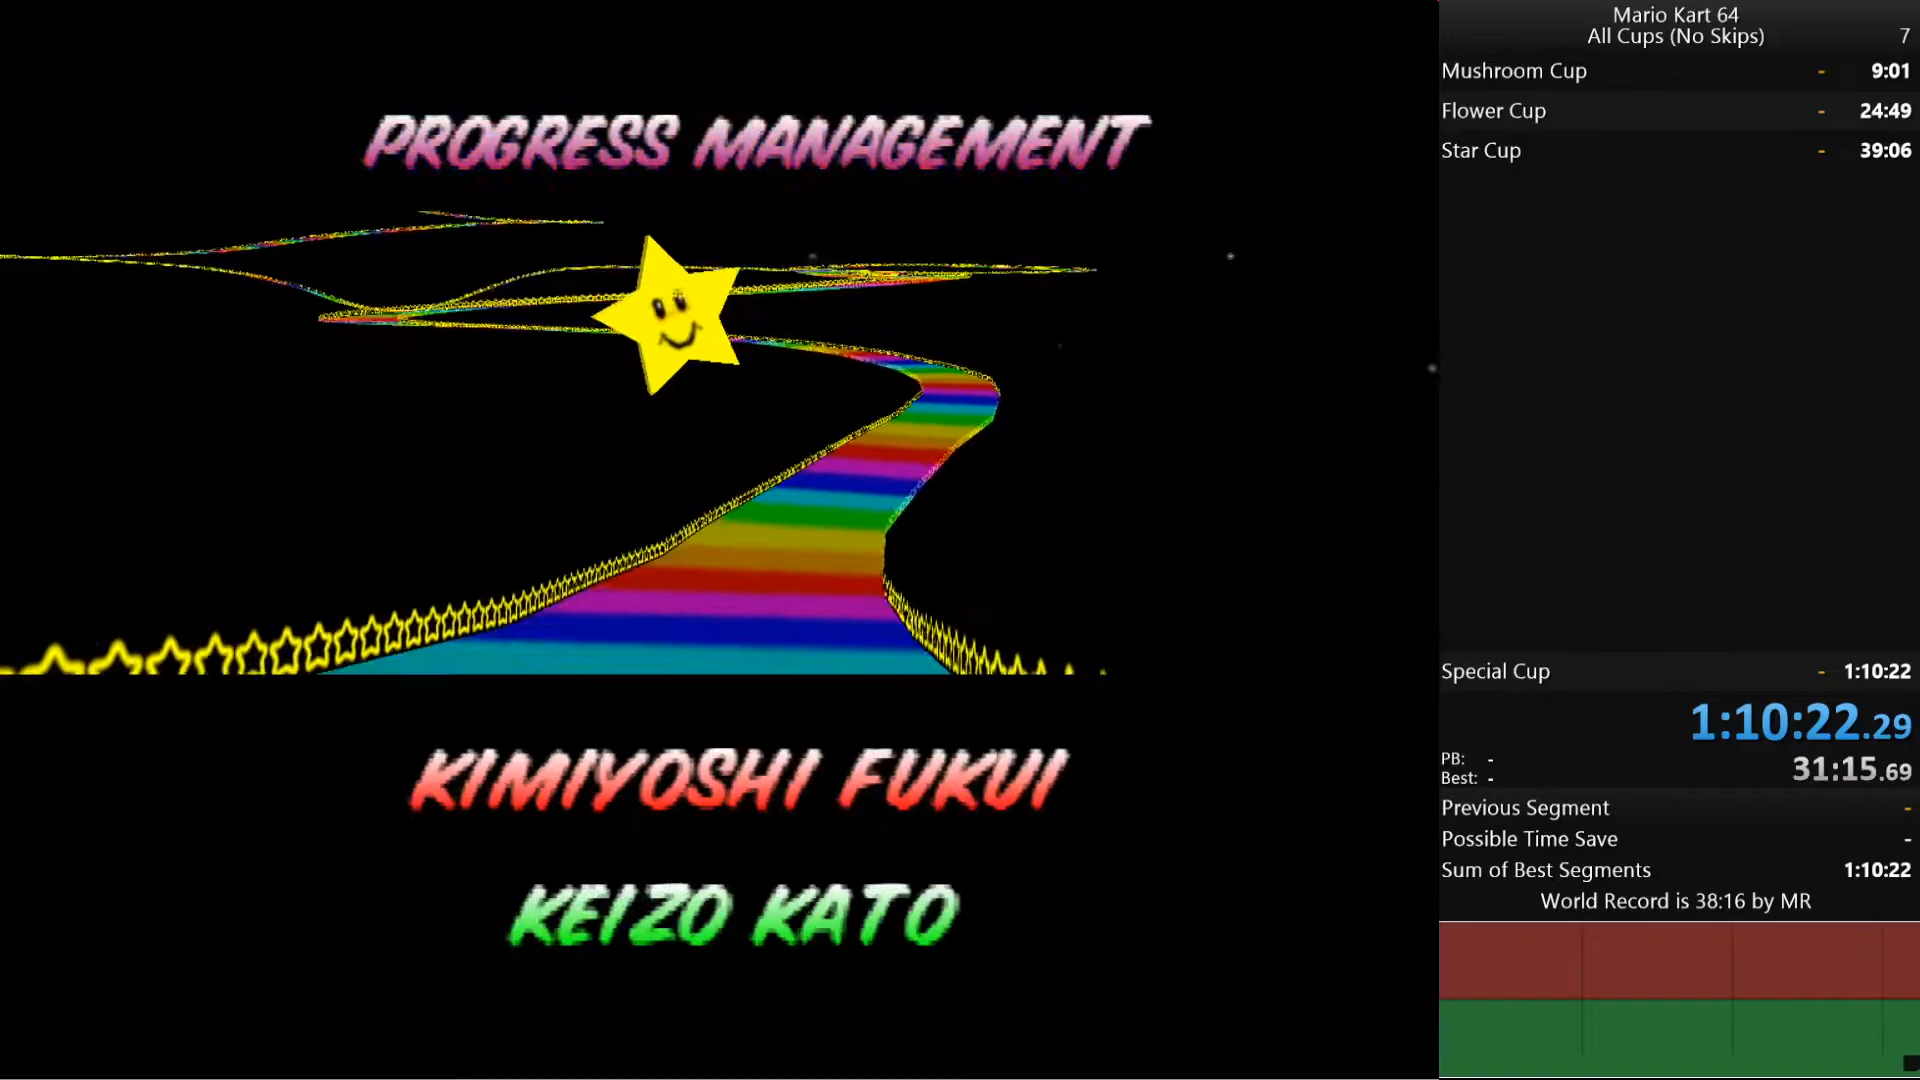 PROGRESS MANAGEMENT
KIMIYOSHI FUKUI
KEIZO KATO
Mario Kart 64
All Cups (No Skips) 7
Mushroom Cup - 9:01
Flower Cup - 24:49
Star Cup - 39:06
Special Cup - 1:10:22
1:10:22.29
PB: -
Best: -
31:15.69
Previous Segment -
Possible Time Save -
Sum of Best Segments 1:10:22
World Record is 38:16 by MR